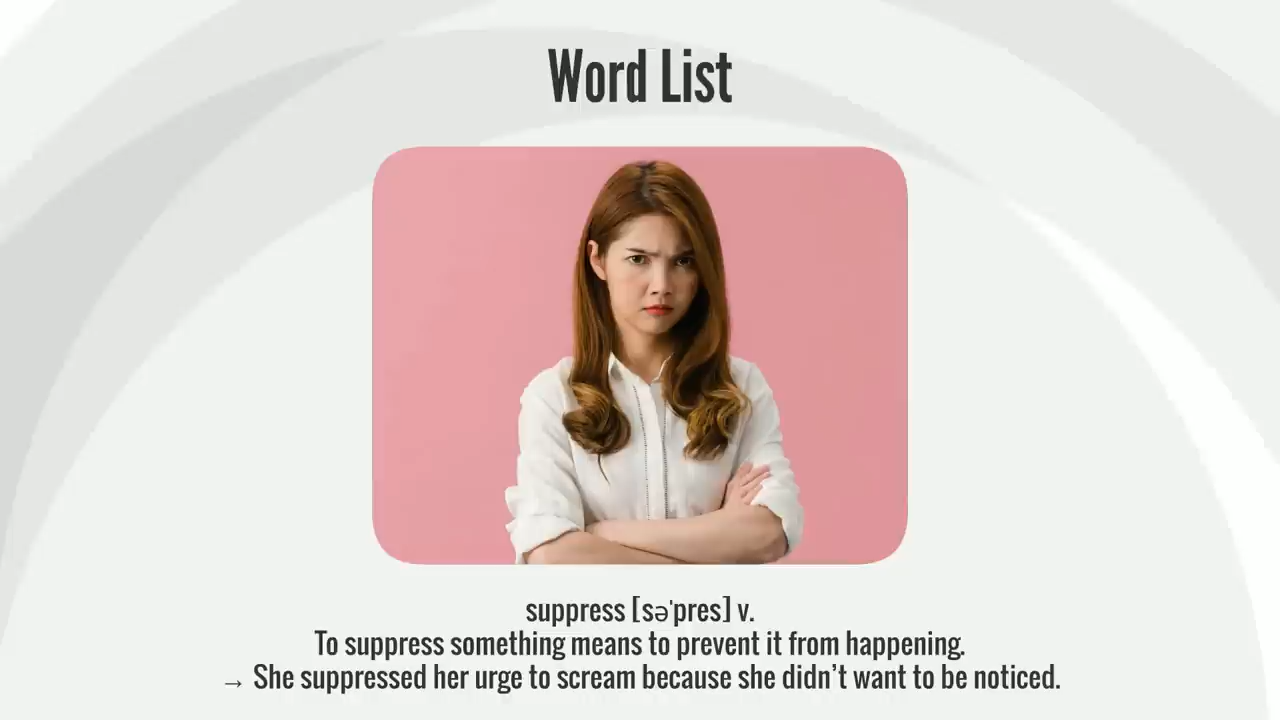 Word List
suppress [səˈpres] v.
To suppress something means to prevent it from happening.
→ She suppressed her urge to scream because she didn’t want to be noticed.